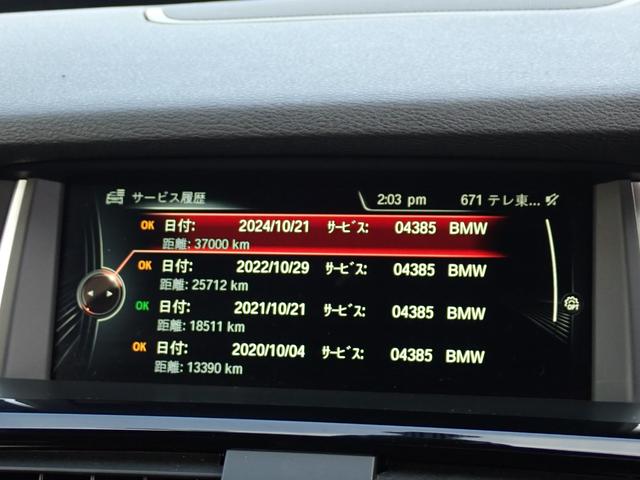 サービス履歴 2:03 pm 671 テレ東...
OK 日付: 2024/10/21 ｻｰﾋﾞｽ: 04385 BMW
距離: 37000 km
OK 日付: 2022/10/29 ｻｰﾋﾞｽ: 04385 BMW
距離: 25712 km
OK 日付: 2021/10/21 ｻｰﾋﾞｽ: 04385 BMW
距離: 18511 km
OK 日付: 2020/10/04 ｻｰﾋﾞｽ: 04385 BMW
距離: 13390 km